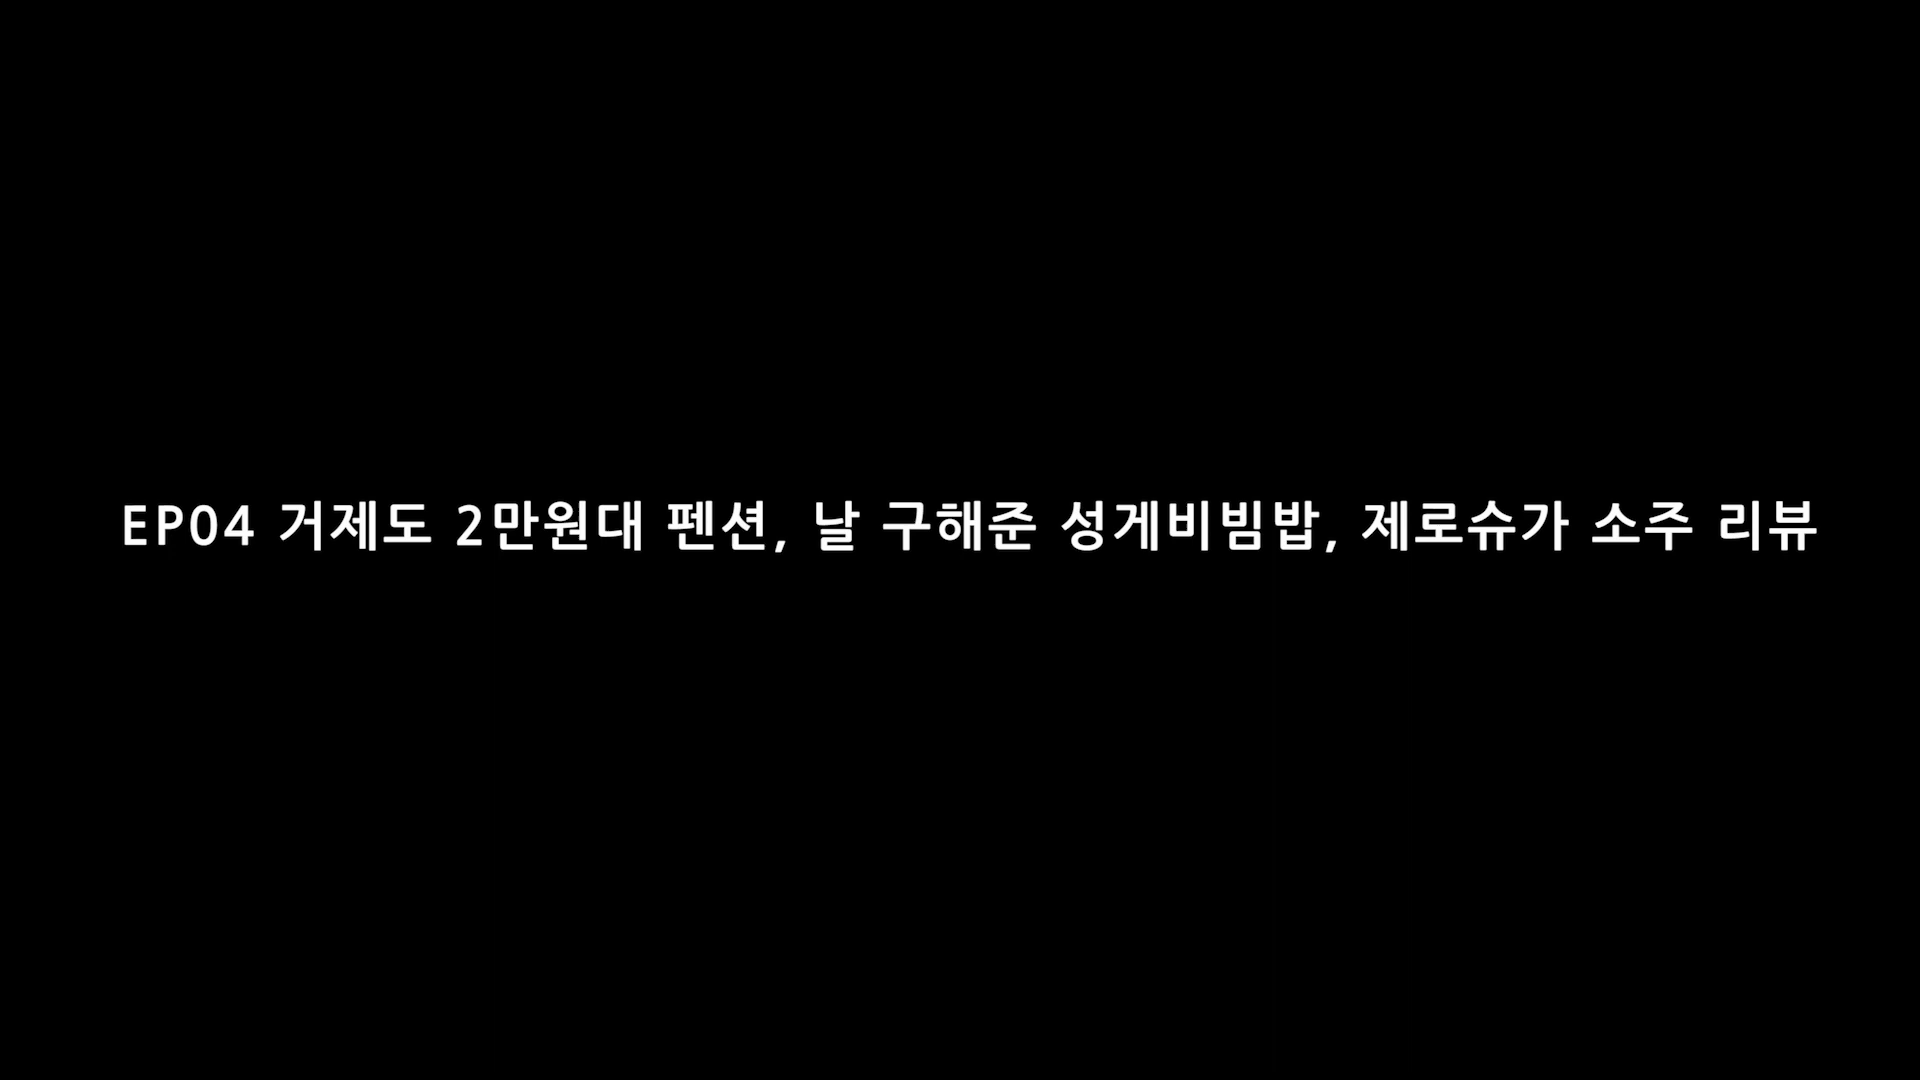 EP04 거제도 2만원대 펜션, 날 구해준 성게비빔밥, 제로슈가 소주 리뷰